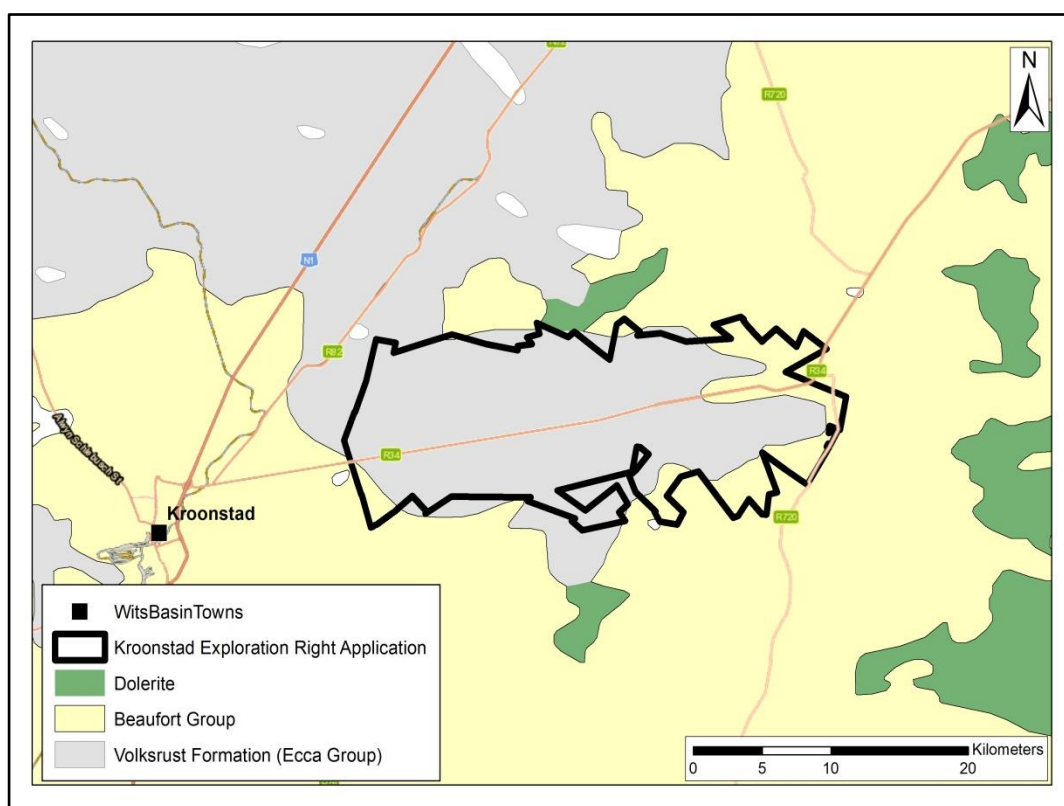 N
R720
N1
R82
R34
R34
Kroonstad
R720
WitsBasinTowns
Kroonstad Exploration Right Application
Dolerite
Beaufort Group
Volksrust Formation (Ecca Group)
Kilometers
0 5 10 20